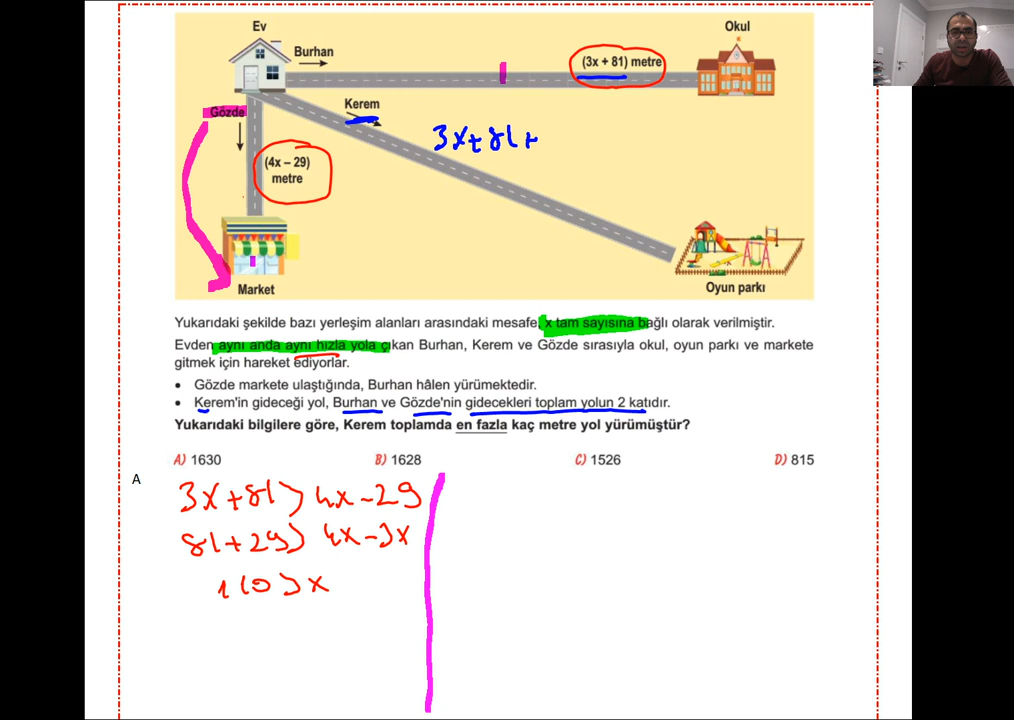 Ev
Okul
Burhan
(3x + 81) metre
Kerem
Gözde
3x+81+
(4x – 29)
metre
Market
Oyun parkı
Yukarıdaki şekilde bazı yerleşim alanları arasındaki mesafe, x tam sayısına bağlı olarak verilmiştir.
Evden aynı anda aynı hızla yola çıkan Burhan, Kerem ve Gözde sırasıyla okul, oyun parkı ve markete
gitmek için hareket ediyorlar.
• Gözde markete ulaştığında, Burhan hâlen yürümektedir.
• Kerem'in gideceği yol, Burhan ve Gözde'nin gidecekleri toplam yolun 2 katıdır.
Yukarıdaki bilgilere göre, Kerem toplamda en fazla kaç metre yol yürümüştür?
A) 1630 B) 1628 C) 1526 D) 815
A
3x+81>4x-29
81+29>4x-3x
110>x